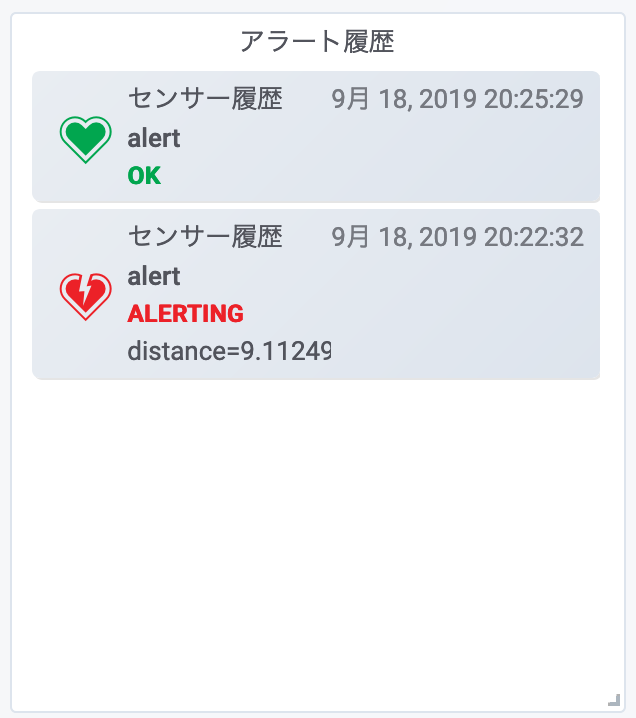 アラート履歴
センサー履歴 9月 18, 2019 20:25:29
alert
OK
センサー履歴 9月 18, 2019 20:22:32
alert
ALERTING
distance=9.11249